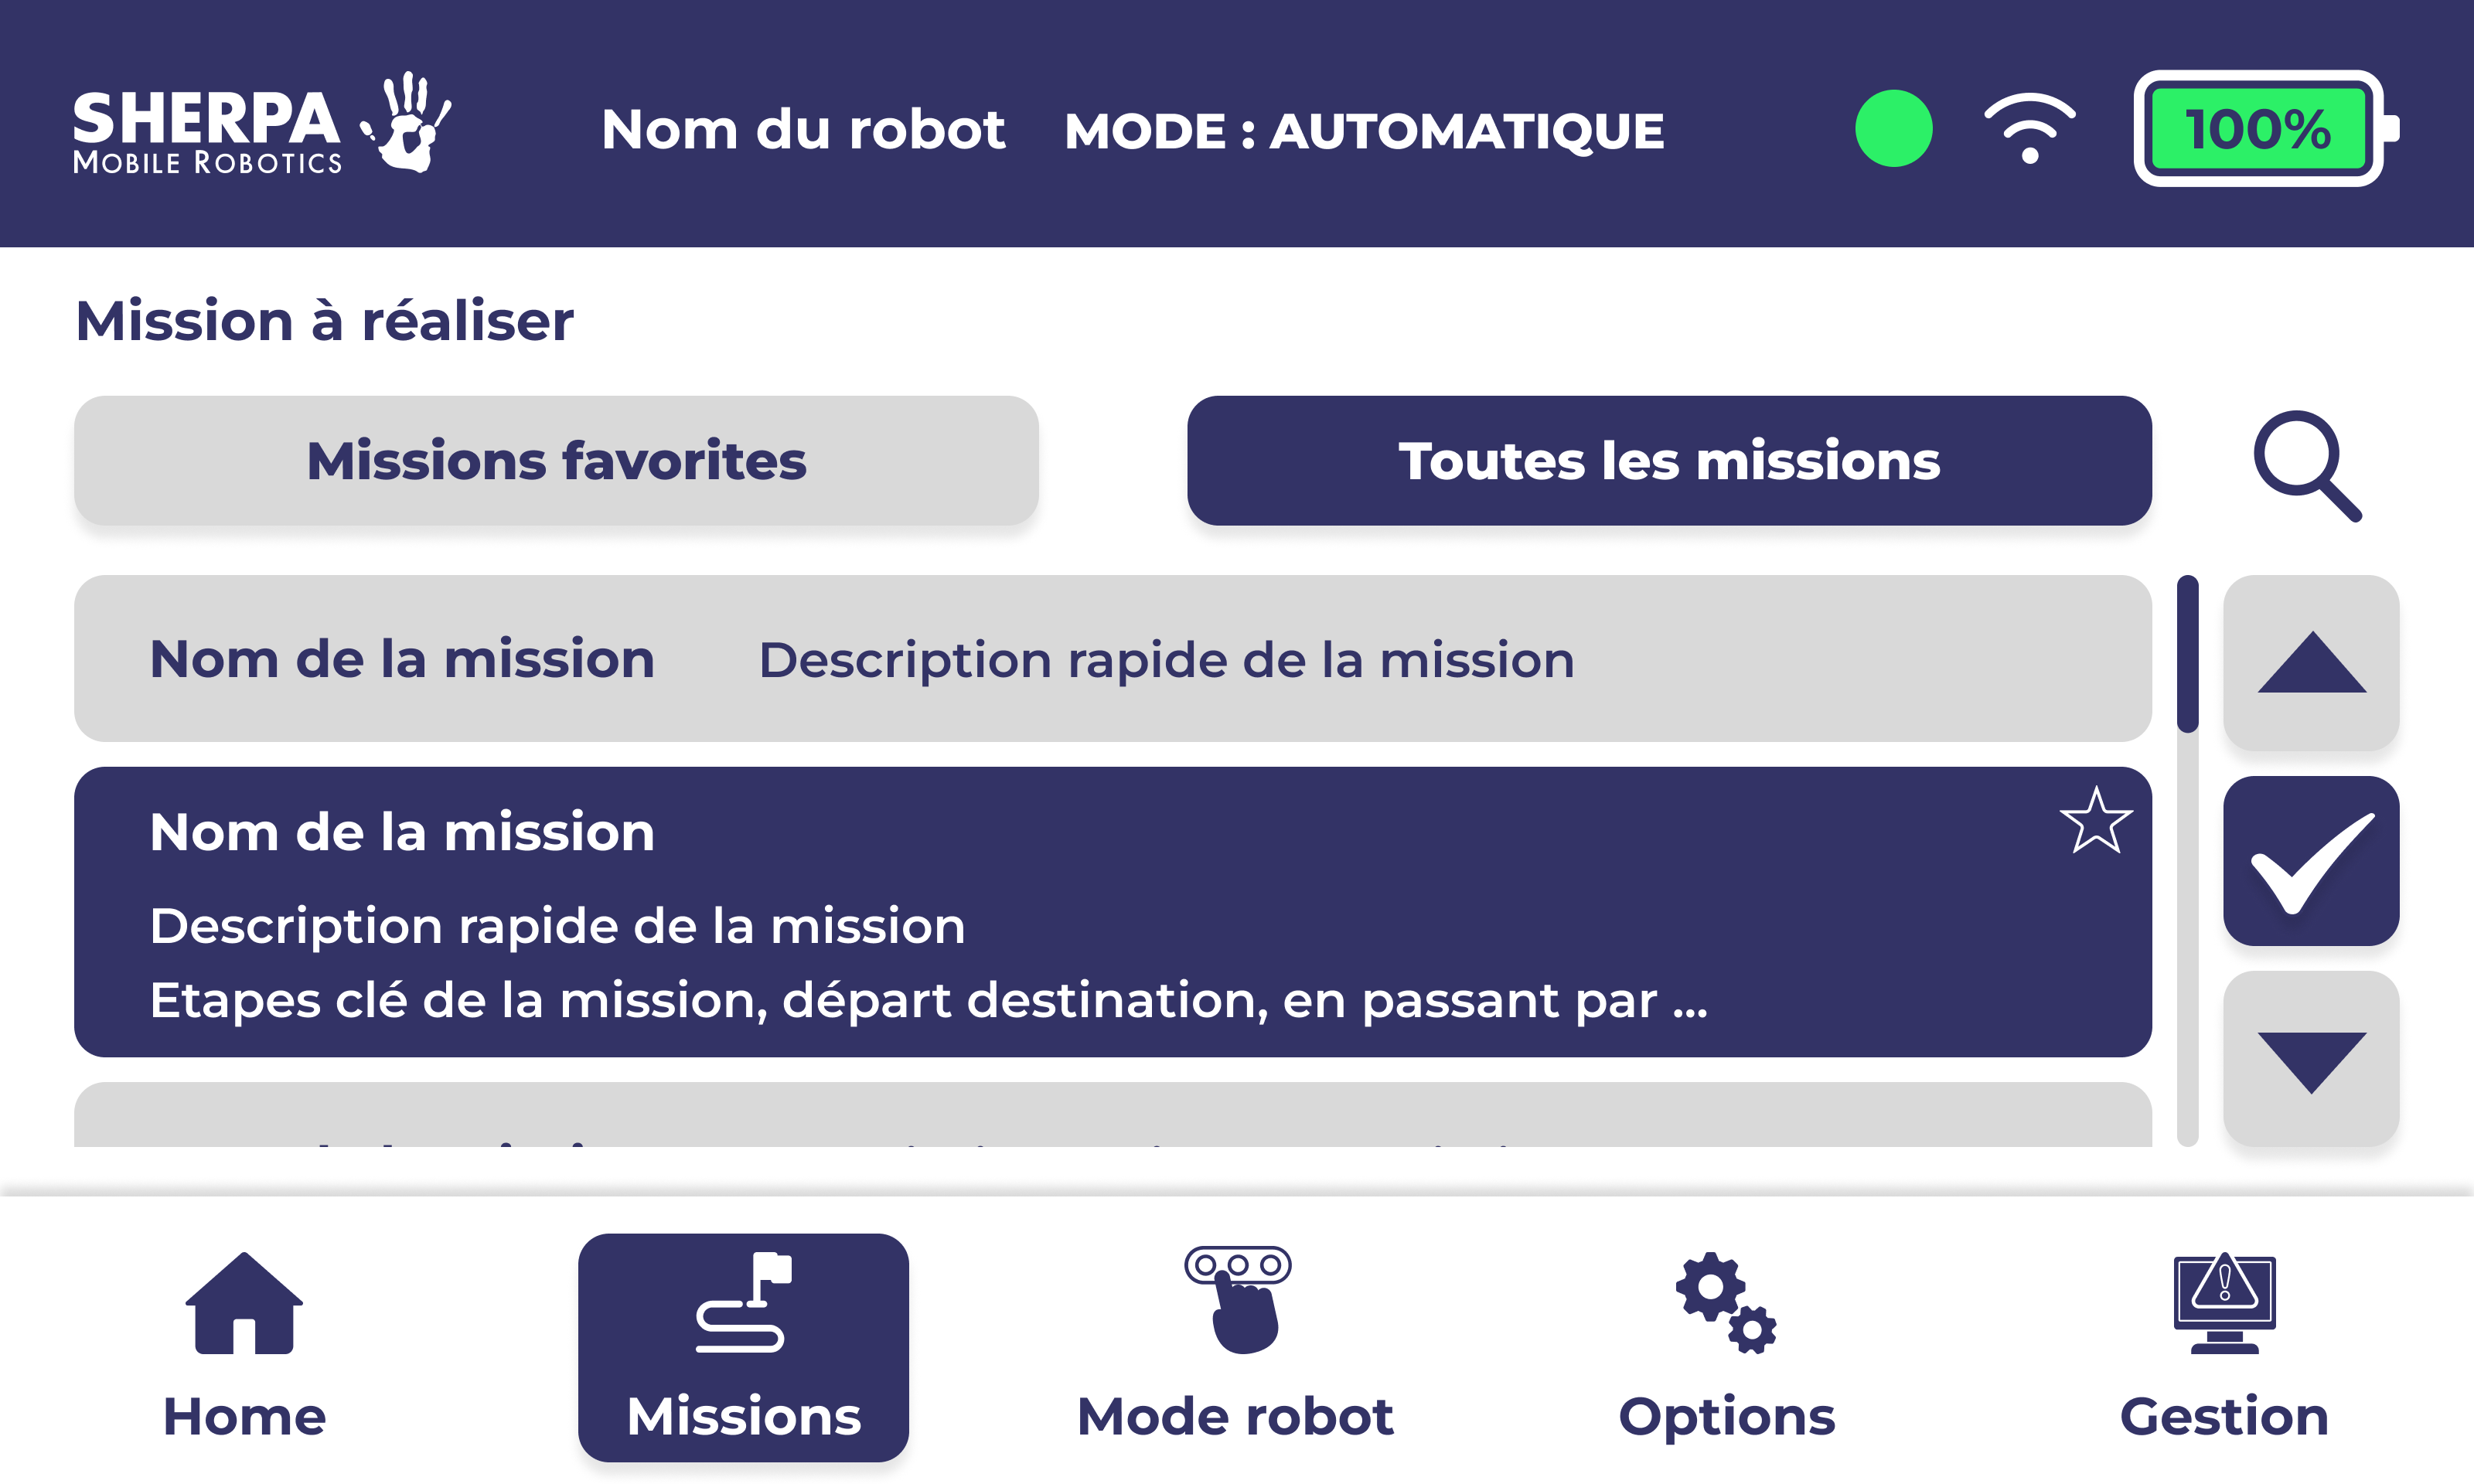 SHERPA
MOBILE ROBOTICS
Nom du robot MODE : AUTOMATIQUE
100%
Mission à réaliser
Missions favorites
Toutes les missions
Nom de la mission Description rapide de la mission
Nom de la mission
Description rapide de la mission
Etapes clé de la mission, départ destination, en passant par ...
Home
Missions
Mode robot
Options
Gestion